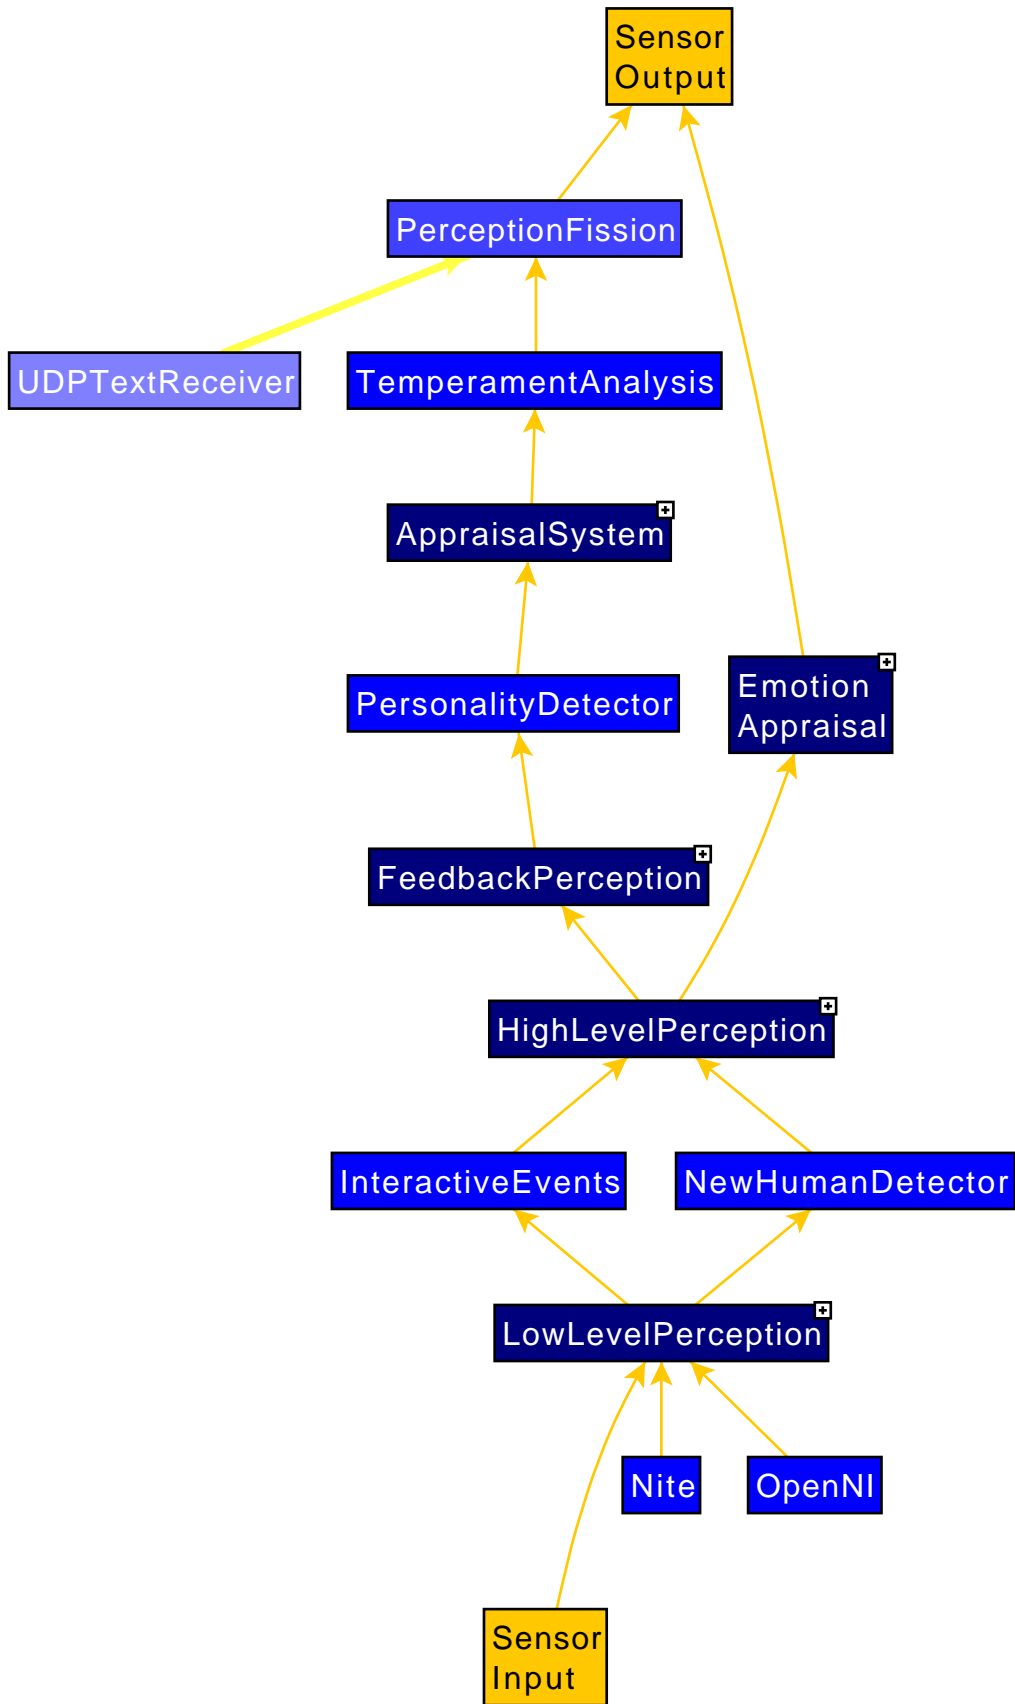 Sensor
Output
PerceptionFission
UDPTextReceiver
TemperamentAnalysis
AppraisalSystem
Emotion
Appraisal
PersonalityDetector
FeedbackPerception
HighLevelPerception
InteractiveEvents
NewHumanDetector
LowLevelPerception
Nite
OpenNI
Sensor
Input